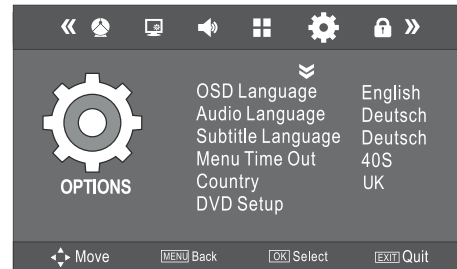 OSD Language English
Audio Language Deutsch
Subtitle Language Deutsch
Menu Time Out 40S
Country UK
DVD Setup
OPTIONS
Move MENU Back OK Select EXIT Quit